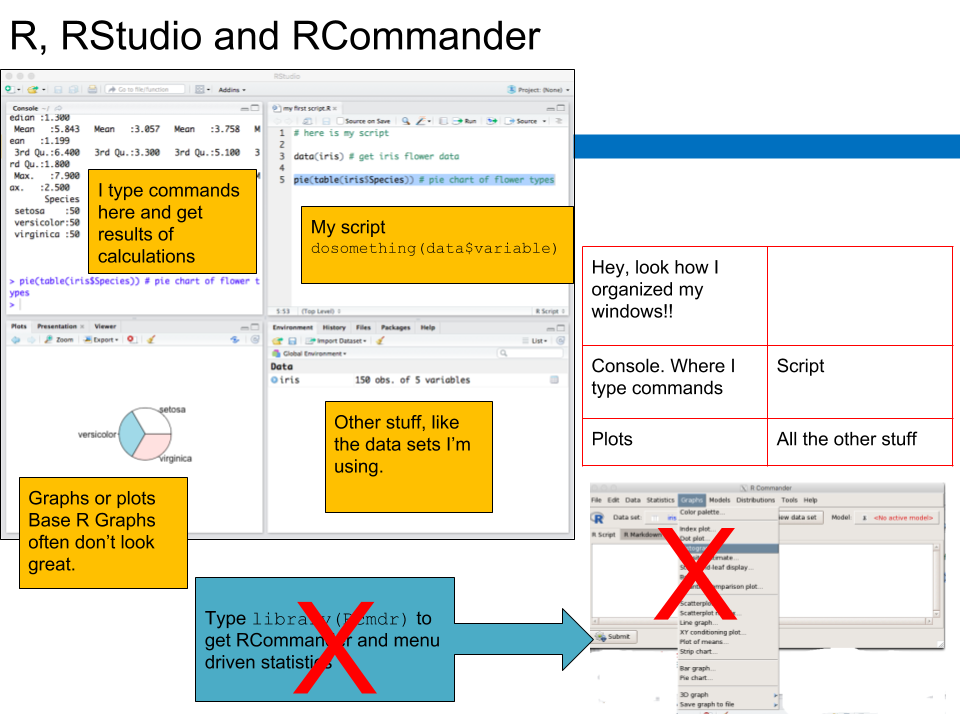 R, RStudio and RCommander
RStudio
Go to file/function
Addins
Project: (None)
Console ~/
edian :1.300
Mean :5.843 Mean :3.057 Mean :3.758 M
ean :1.199
3rd Qu.:6.400 3rd Qu.:3.300 3rd Qu.:5.100 3
rd Qu.:1.800
Max. :7.900
ax. :2.500
Species
setosa :50
versicolor:50
virginica :50
> pie(table(iris$Species)) # pie chart of flower t
ypes
>
I type commands
here and get
results of
calculations
my first script.R
Source on Save
Run
Source
1 # here is my script
2
3 data(iris) # get iris flower data
4
5 pie(table(iris$Species)) # pie chart of flower types
My script
dosomething(data$variable)
5:53 (Top Level)
R Script
Plots Presentation Viewer
Zoom Export
setosa
versicolor
virginica
Graphs or plots
Base R Graphs
often don’t look
great.
Environment History Files Packages Help
Import Dataset
List
Global Environment
Data
iris 150 obs. of 5 variables
Other stuff, like
the data sets I’m
using.
Hey, look how I
organized my
windows!!
Console. Where I
type commands
Script
Plots
All the other stuff
Type library(Rcmdr) to
get RCommander and menu
driven statistics
X
R Commander
File Edit Data Statistics Graphs Models Distributions Tools Help
Data set:
iew data set
Model:
<No active model>
R Script R Markdown
Color palette...
Index plot...
Dot plot...
-leaf display...
comparison plot...
Scatterplot
Scatterplot
Line graph...
XY conditioning plot...
Plot of means...
Strip chart...
Bar graph...
Pie chart...
3D graph
Save graph to file
Submit
X